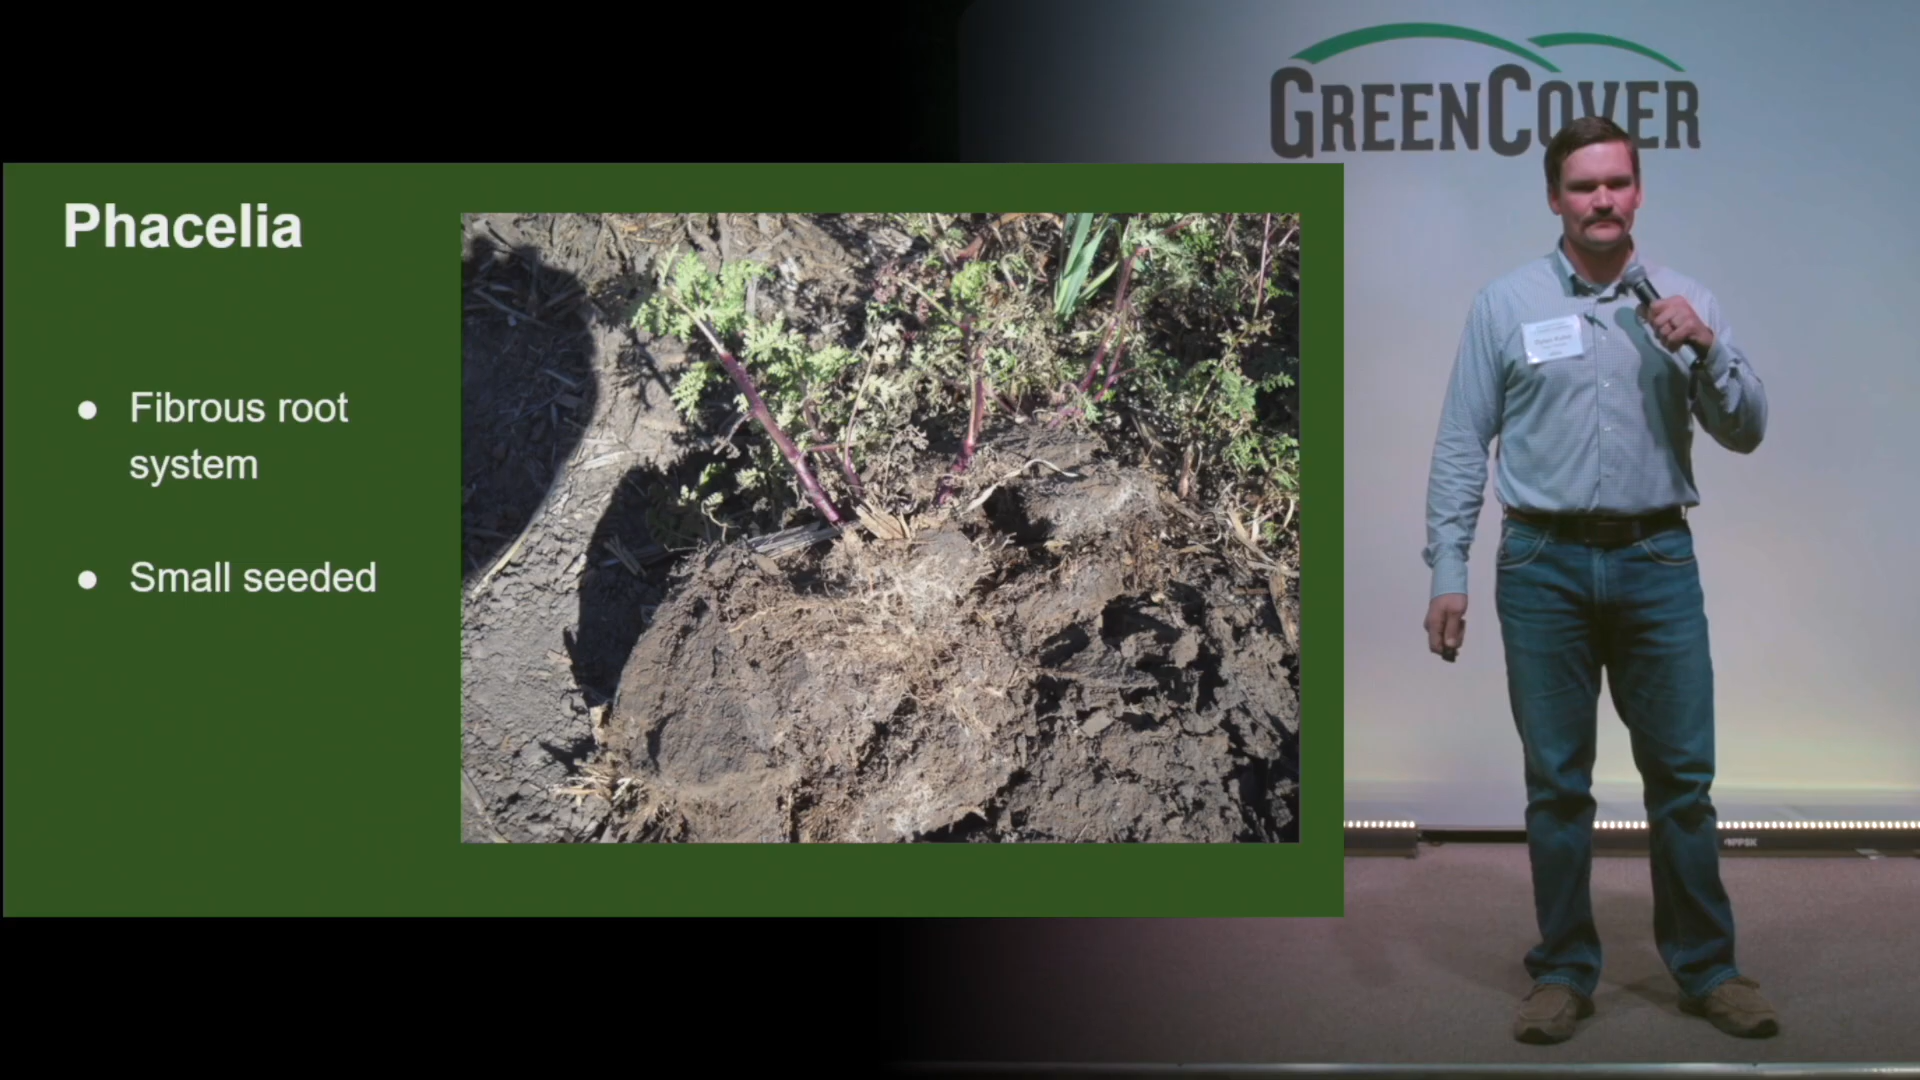 GREENCOVER
Phacelia
● Fibrous root
system
● Small seeded